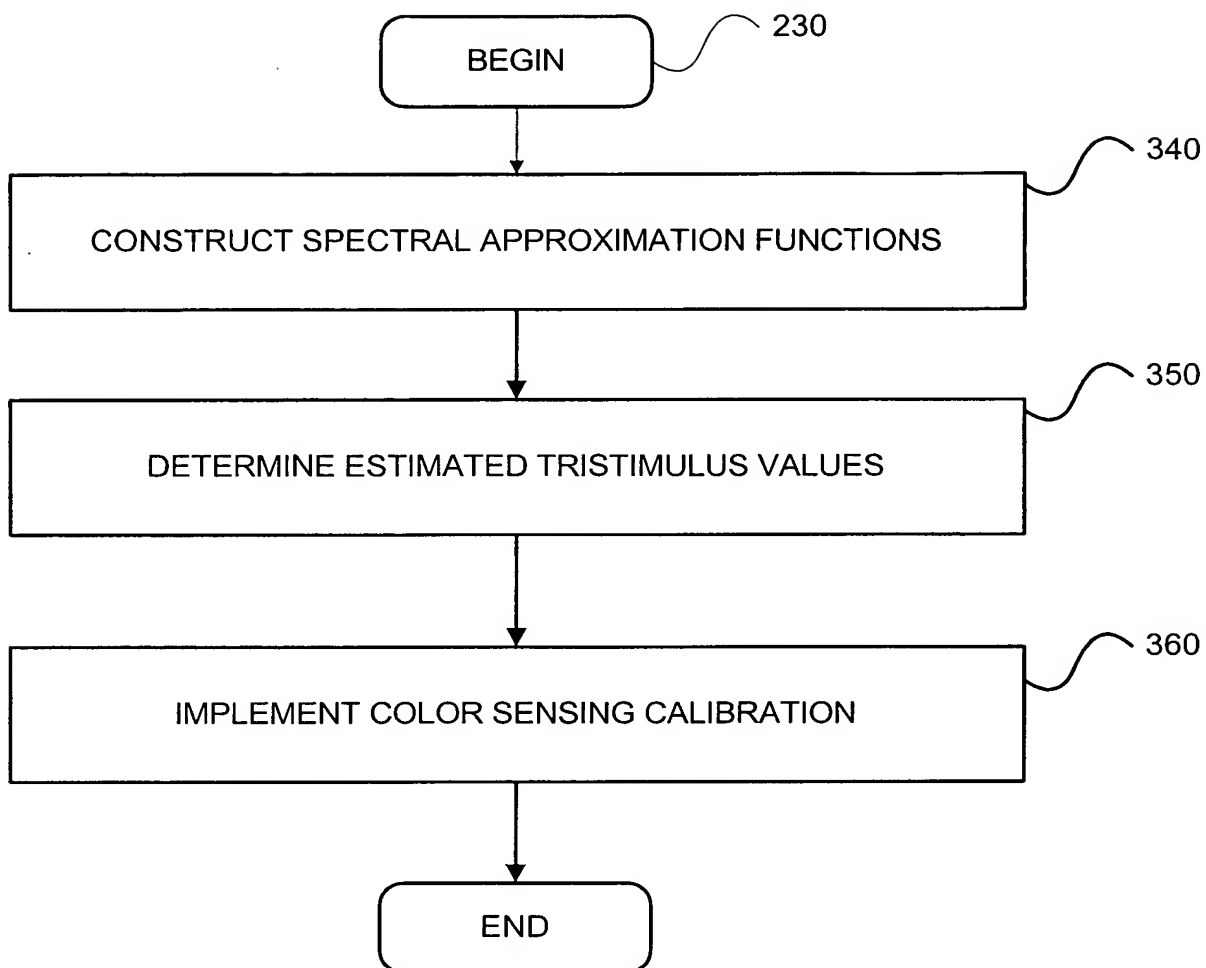 BEGIN
230
340
CONSTRUCT SPECTRAL APPROXIMATION FUNCTIONS
350
DETERMINE ESTIMATED TRISTIMULUS VALUES
360
IMPLEMENT COLOR SENSING CALIBRATION
END